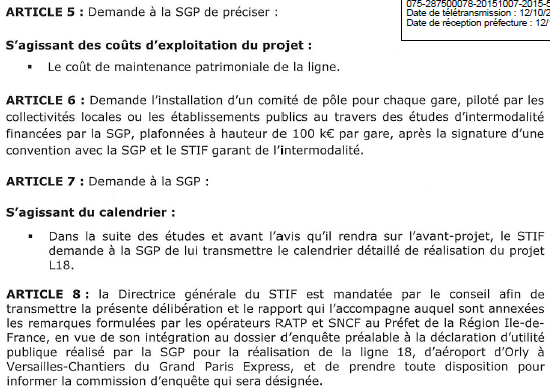 075-287500078-20151007-2015-5
Date de télétransmission : 12/10/2
Date de réception préfecture : 12/
ARTICLE 5 : Demande à la SGP de préciser :
S’agissant des coûts d’exploitation du projet :
▪ Le coût de maintenance patrimoniale de la ligne.
ARTICLE 6 : Demande l’installation d’un comité de pôle pour chaque gare, piloté par les
collectivités locales ou les établissements publics au travers des études d’intermodalité
financées par la SGP, plafonnées à hauteur de 100 k€ par gare, après la signature d’une
convention avec la SGP et le STIF garant de l’intermodalité.
ARTICLE 7 : Demande à la SGP :
S’agissant du calendrier :
▪ Dans la suite des études et avant l’avis qu’il rendra sur l’avant-projet, le STIF
demande à la SGP de lui transmettre le calendrier détaillé de réalisation du projet
L18.
ARTICLE 8 : la Directrice générale du STIF est mandatée par le conseil afin de
transmettre la présente délibération et le rapport qui l’accompagne auquel sont annexées
les remarques formulées par les opérateurs RATP et SNCF au Préfet de la Région Ile-de-
France, en vue de son intégration au dossier d’enquête préalable à la déclaration d’utilité
publique réalisé par la SGP pour la réalisation de la ligne 18, d’aéroport d’Orly à
Versailles-Chantiers du Grand Paris Express, et de prendre toute disposition pour
informer la commission d’enquête qui sera désignée.